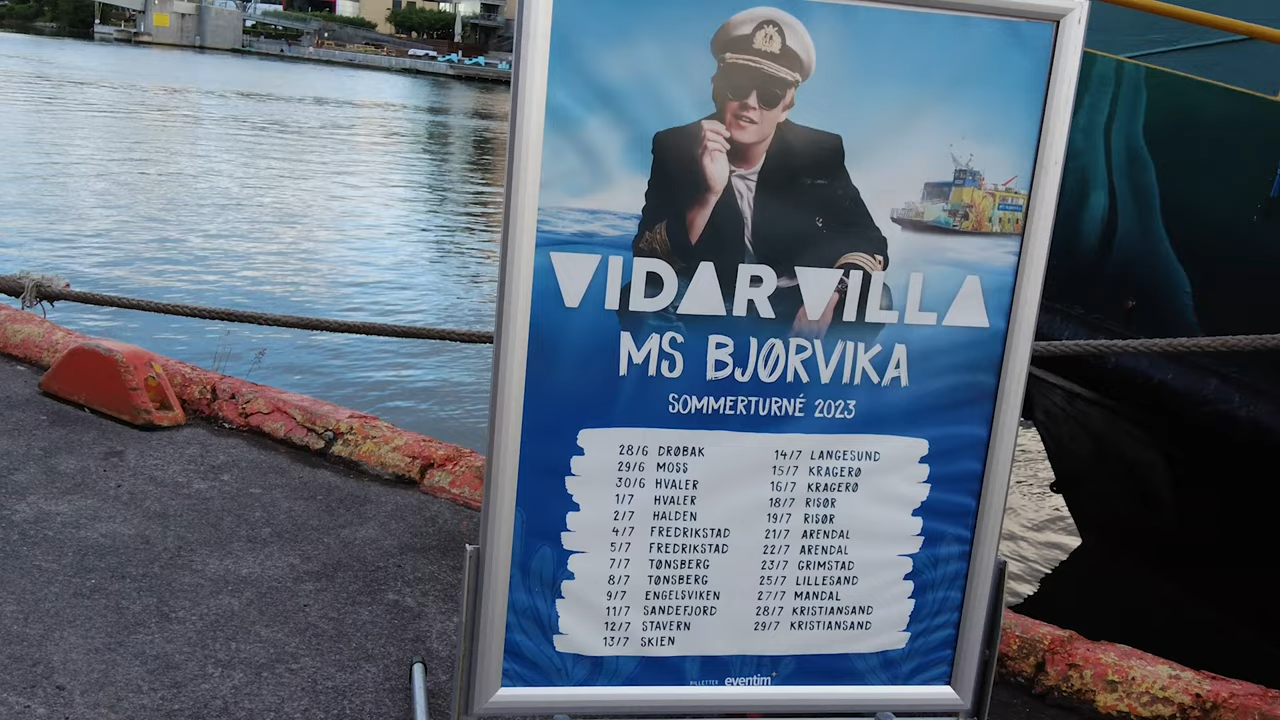 VIDAR VILLA
MS BJØRVIKA
SOMMERTURNÉ 2023
28/6 DRØBAK
29/6 MOSS
30/6 HVALER
1/7 HVALER
2/7 HALDEN
4/7 FREDRIKSTAD
5/7 FREDRIKSTAD
7/7 TØNSBERG
8/7 TØNSBERG
9/7 ENGELSVIKEN
11/7 SANDEFJORD
12/7 STAVERN
13/7 SKIEN
14/7 LANGESUND
15/7 KRAGERØ
16/7 KRAGERØ
18/7 RISØR
19/7 RISØR
21/7 ARENDAL
22/7 ARENDAL
23/7 GRIMSTAD
25/7 LILLESAND
27/7 MANDAL
28/7 KRISTIANSAND
29/7 KRISTIANSAND
BILLETTER eventim